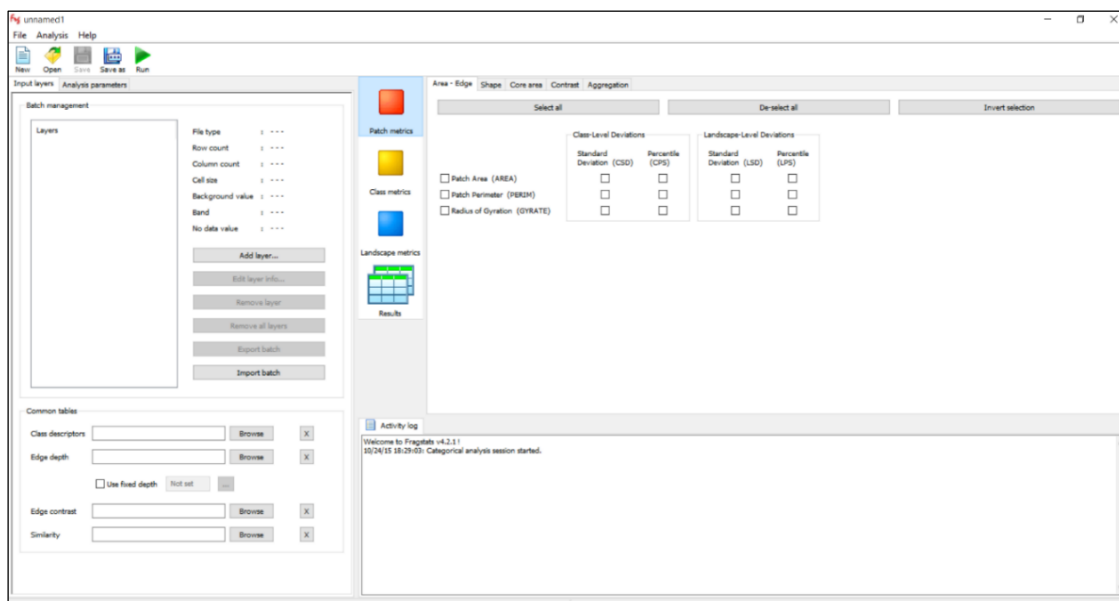 Frg unnamed1
File Analysis Help
New Open Save Save as Run
Input layers Analysis parameters
Batch management
Layers
File type : ---
Row count : ---
Column count : ---
Cell size : ---
Background value : ---
Band : ---
No data value : ---
Add layer...
Edit layer info...
Remove layer
Remove all layers
Export batch
Import batch
Common tables
Class descriptors Browse X
Edge depth Browse X
Use fixed depth Not set ...
Edge contrast Browse X
Similarity Browse X
Patch metrics
Class metrics
Landscape metrics
Results
Area - Edge Shape Core area Contrast Aggregation
Select all De-select all Invert selection
Class-Level Deviations Landscape-Level Deviations
Standard Percentile Standard Percentile
Deviation (CSD) (CPS) Deviation (LSD) (LPS)
Patch Area (AREA)
Patch Perimeter (PERIM)
Radius of Gyration (GYRATE)
Activity log
Welcome to Fragstats v4.2.1!
10/24/15 18:29:03: Categorical analysis session started.